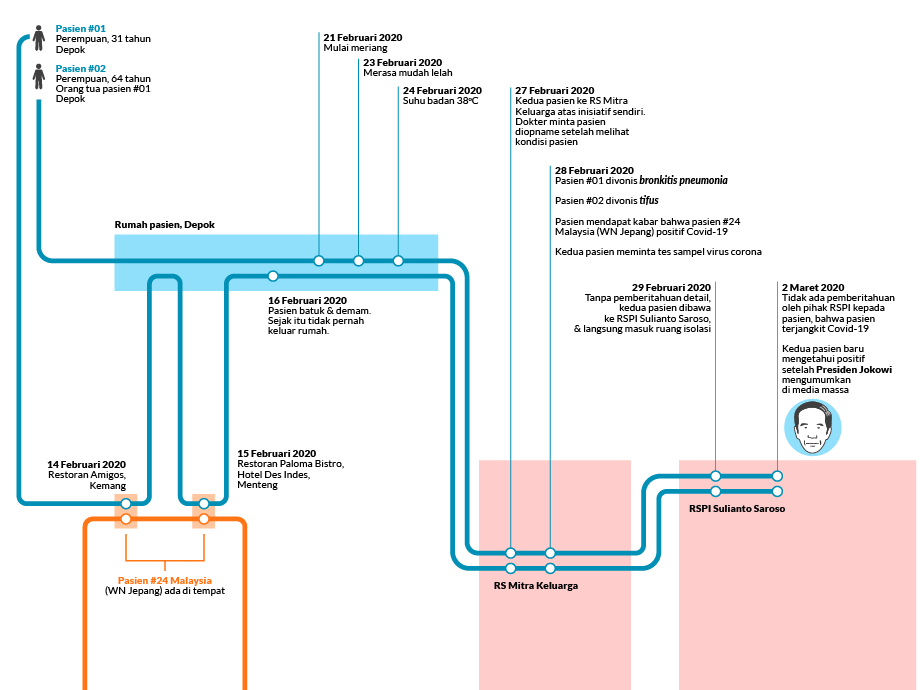 Pasien #01
Perempuan, 31 tahun
Depok
Pasien #02
Perempuan, 64 tahun
Orang tua pasien #01
Depok
21 Februari 2020
Mulai meriang
23 Februari 2020
Merasa mudah lelah
24 Februari 2020
Suhu badan 38°C
27 Februari 2020
Kedua pasien ke RS Mitra
Keluarga atas inisiatif sendiri.
Dokter minta pasien
diopname setelah melihat
kondisi pasien
28 Februari 2020
Pasien #01 divonis bronkitis pneumonia
Pasien #02 divonis tifus
Pasien mendapat kabar bahwa pasien #24
Malaysia (WN Jepang) positif Covid-19
Kedua pasien meminta tes sampel virus corona
Rumah pasien, Depok
16 Februari 2020
Pasien batuk & demam.
Sejak itu tidak pernah
keluar rumah.
29 Februari 2020
Tanpa pemberitahuan detail,
kedua pasien dibawa
ke RSPI Sulianto Saroso,
& langsung masuk ruang isolasi
2 Maret 2020
Tidak ada pemberitahuan
oleh pihak RSPI kepada
pasien, bahwa pasien
terjangkit Covid-19
Kedua pasien baru
mengetahui positif
setelah Presiden Jokowi
mengumumkan
di media massa
14 Februari 2020
Restoran Amigos,
Kemang
15 Februari 2020
Restoran Paloma Bistro,
Hotel Des Indes,
Menteng
Pasien #24 Malaysia
(WN Jepang) ada di tempat
RS Mitra Keluarga
RSPI Sulianto Saroso